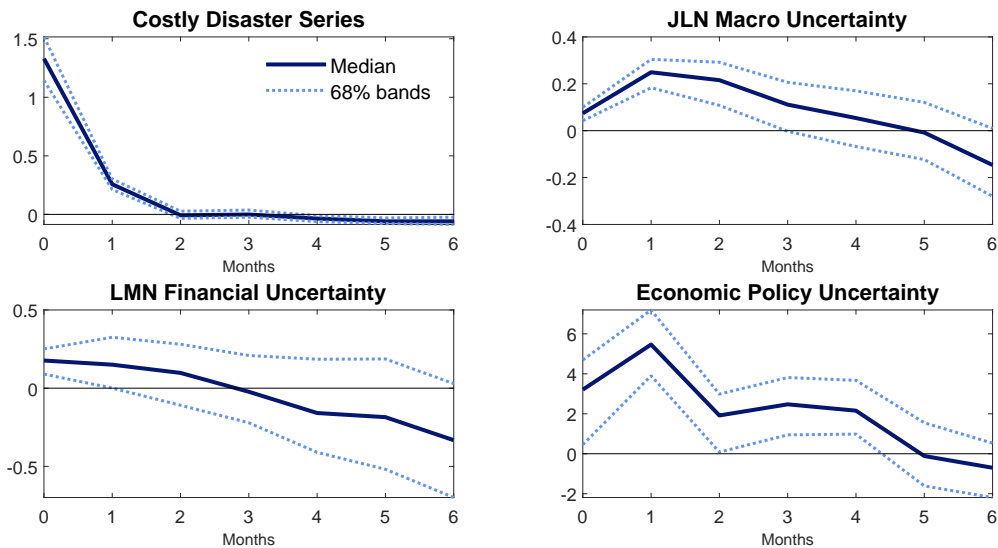 Costly Disaster Series
1.5
1
0.5
0
0 1 2 3 4 5 6
Months
Median
68% bands
JLN Macro Uncertainty
0.4
0.2
0
-0.2
-0.4
0 1 2 3 4 5 6
Months
LMN Financial Uncertainty
0.5
0
-0.5
0 1 2 3 4 5 6
Months
Economic Policy Uncertainty
6
4
2
0
-2
0 1 2 3 4 5 6
Months